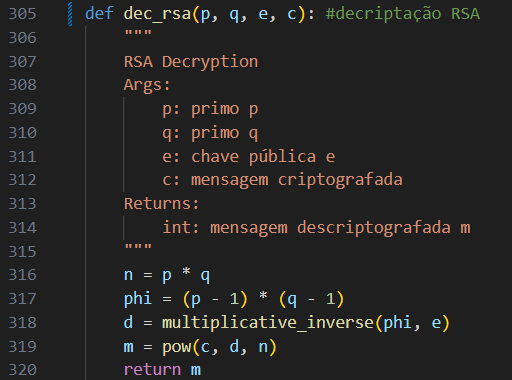 305 def dec_rsa(p, q, e, c): #decriptação RSA
306 """
307 RSA Decryption
308 Args:
309 p: primo p
310 q: primo q
311 e: chave pública e
312 c: mensagem criptografada
313 Returns:
314 int: mensagem descriptografada m
315 """
316 n = p * q
317 phi = (p - 1) * (q - 1)
318 d = multiplicative_inverse(phi, e)
319 m = pow(c, d, n)
320 return m